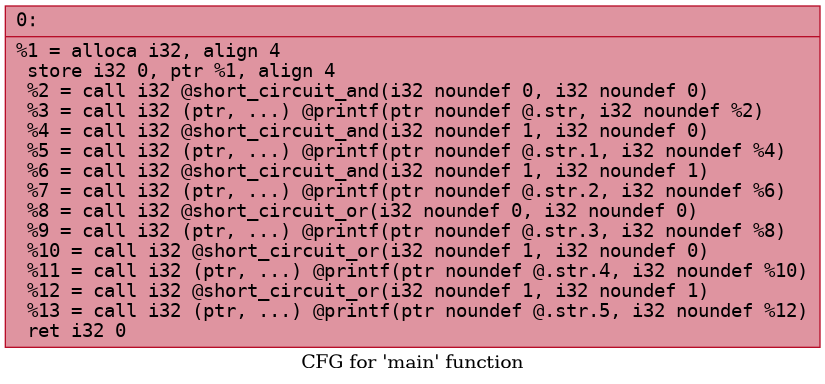 0:
%1 = alloca i32, align 4
store i32 0, ptr %1, align 4
%2 = call i32 @short_circuit_and(i32 noundef 0, i32 noundef 0)
%3 = call i32 (ptr, ...) @printf(ptr noundef @.str, i32 noundef %2)
%4 = call i32 @short_circuit_and(i32 noundef 1, i32 noundef 0)
%5 = call i32 (ptr, ...) @printf(ptr noundef @.str.1, i32 noundef %4)
%6 = call i32 @short_circuit_and(i32 noundef 1, i32 noundef 1)
%7 = call i32 (ptr, ...) @printf(ptr noundef @.str.2, i32 noundef %6)
%8 = call i32 @short_circuit_or(i32 noundef 0, i32 noundef 0)
%9 = call i32 (ptr, ...) @printf(ptr noundef @.str.3, i32 noundef %8)
%10 = call i32 @short_circuit_or(i32 noundef 1, i32 noundef 0)
%11 = call i32 (ptr, ...) @printf(ptr noundef @.str.4, i32 noundef %10)
%12 = call i32 @short_circuit_or(i32 noundef 1, i32 noundef 1)
%13 = call i32 (ptr, ...) @printf(ptr noundef @.str.5, i32 noundef %12)
ret i32 0
CFG for 'main' function